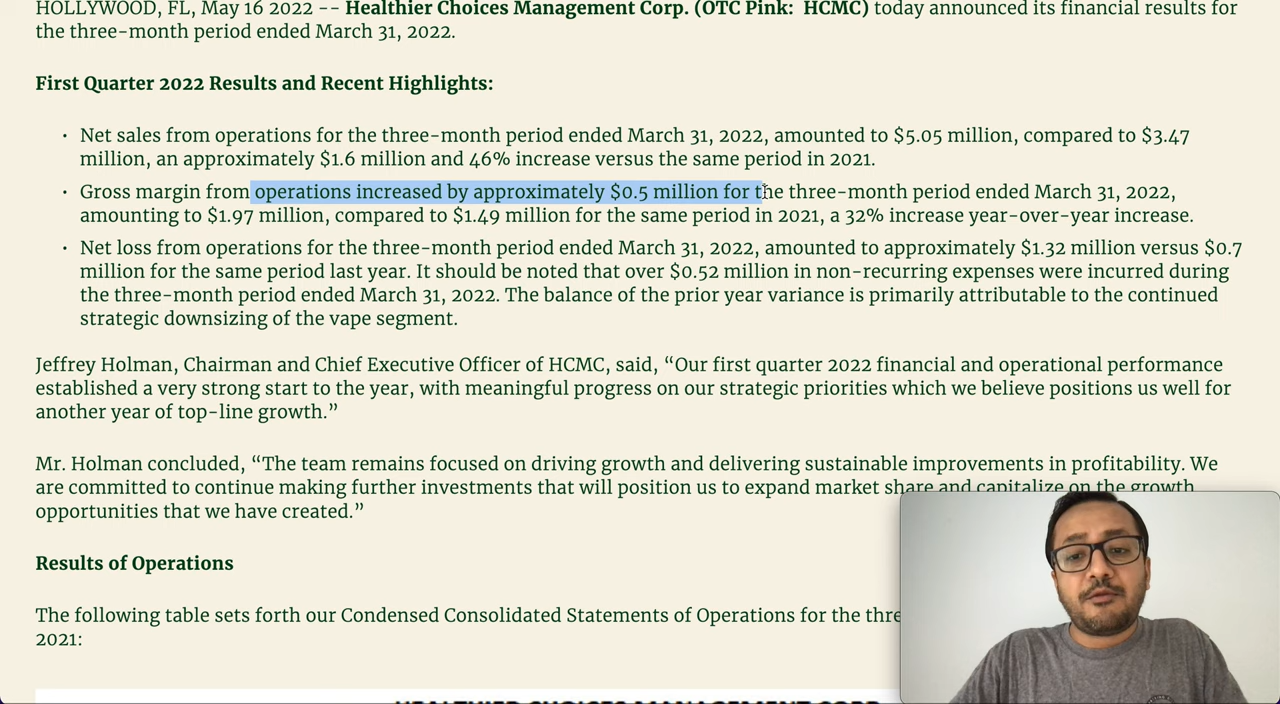 HOLLYWOOD, FL, May 16 2022 -- Healthier Choices Management Corp. (OTC Pink: HCMC) today announced its financial results for
the three-month period ended March 31, 2022.
First Quarter 2022 Results and Recent Highlights:
• Net sales from operations for the three-month period ended March 31, 2022, amounted to $5.05 million, compared to $3.47
million, an approximately $1.6 million and 46% increase versus the same period in 2021.
• Gross margin from operations increased by approximately $0.5 million for the three-month period ended March 31, 2022,
amounting to $1.97 million, compared to $1.49 million for the same period in 2021, a 32% increase year-over-year increase.
• Net loss from operations for the three-month period ended March 31, 2022, amounted to approximately $1.32 million versus $0.7
million for the same period last year. It should be noted that over $0.52 million in non-recurring expenses were incurred during
the three-month period ended March 31, 2022. The balance of the prior year variance is primarily attributable to the continued
strategic downsizing of the vape segment.
Jeffrey Holman, Chairman and Chief Executive Officer of HCMC, said, “Our first quarter 2022 financial and operational performance
established a very strong start to the year, with meaningful progress on our strategic priorities which we believe positions us well for
another year of top-line growth.”
Mr. Holman concluded, “The team remains focused on driving growth and delivering sustainable improvements in profitability. We
are committed to continue making further investments that will position us to expand market share and capitalize on the growth
opportunities that we have created.”
Results of Operations
The following table sets forth our Condensed Consolidated Statements of Operations for the three
2021:
HEALTHIER CHOICES MANAGEMENT CORP.